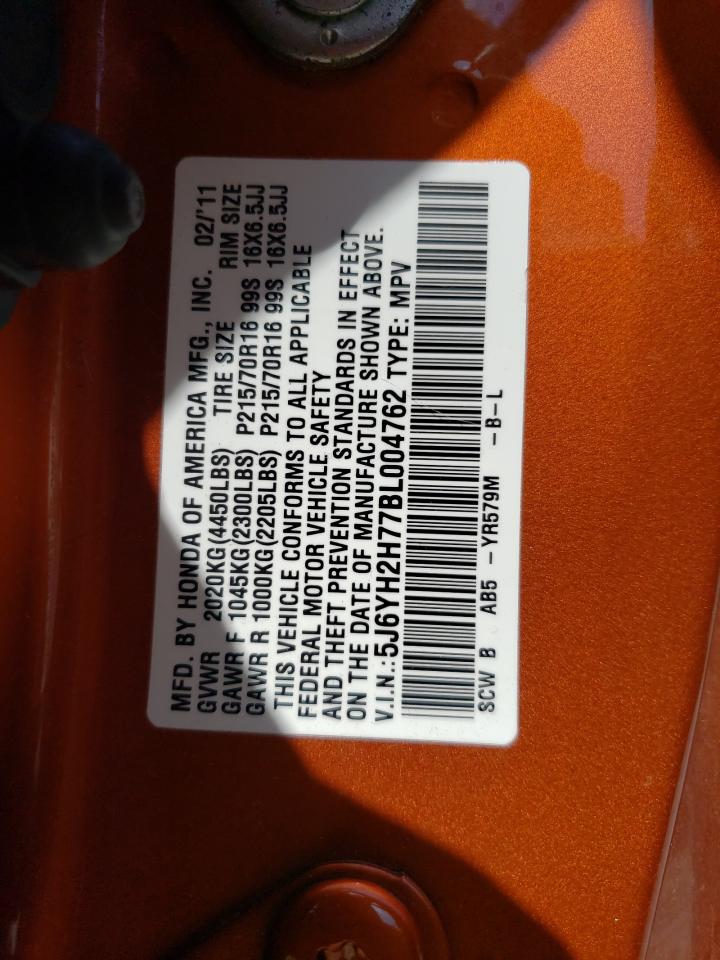 MFD. BY HONDA OF AMERICA MFG., INC. 02/'11
GVWR 2020KG(4450LBS) TIRE SIZE RIM SIZE
GAWR F 1045KG(2300LBS) P215/70R16 99S 16X6.5JJ
GAWR R 1000KG(2205LBS) P215/70R16 99S 16X6.5JJ
THIS VEHICLE CONFORMS TO ALL APPLICABLE
FEDERAL MOTOR VEHICLE SAFETY
AND THEFT PREVENTION STANDARDS IN EFFECT
ON THE DATE OF MANUFACTURE SHOWN ABOVE.
V.I.N.:5J6YH2H77BL004762 TYPE: MPV
SCW B AB5 -YR579M -B-L